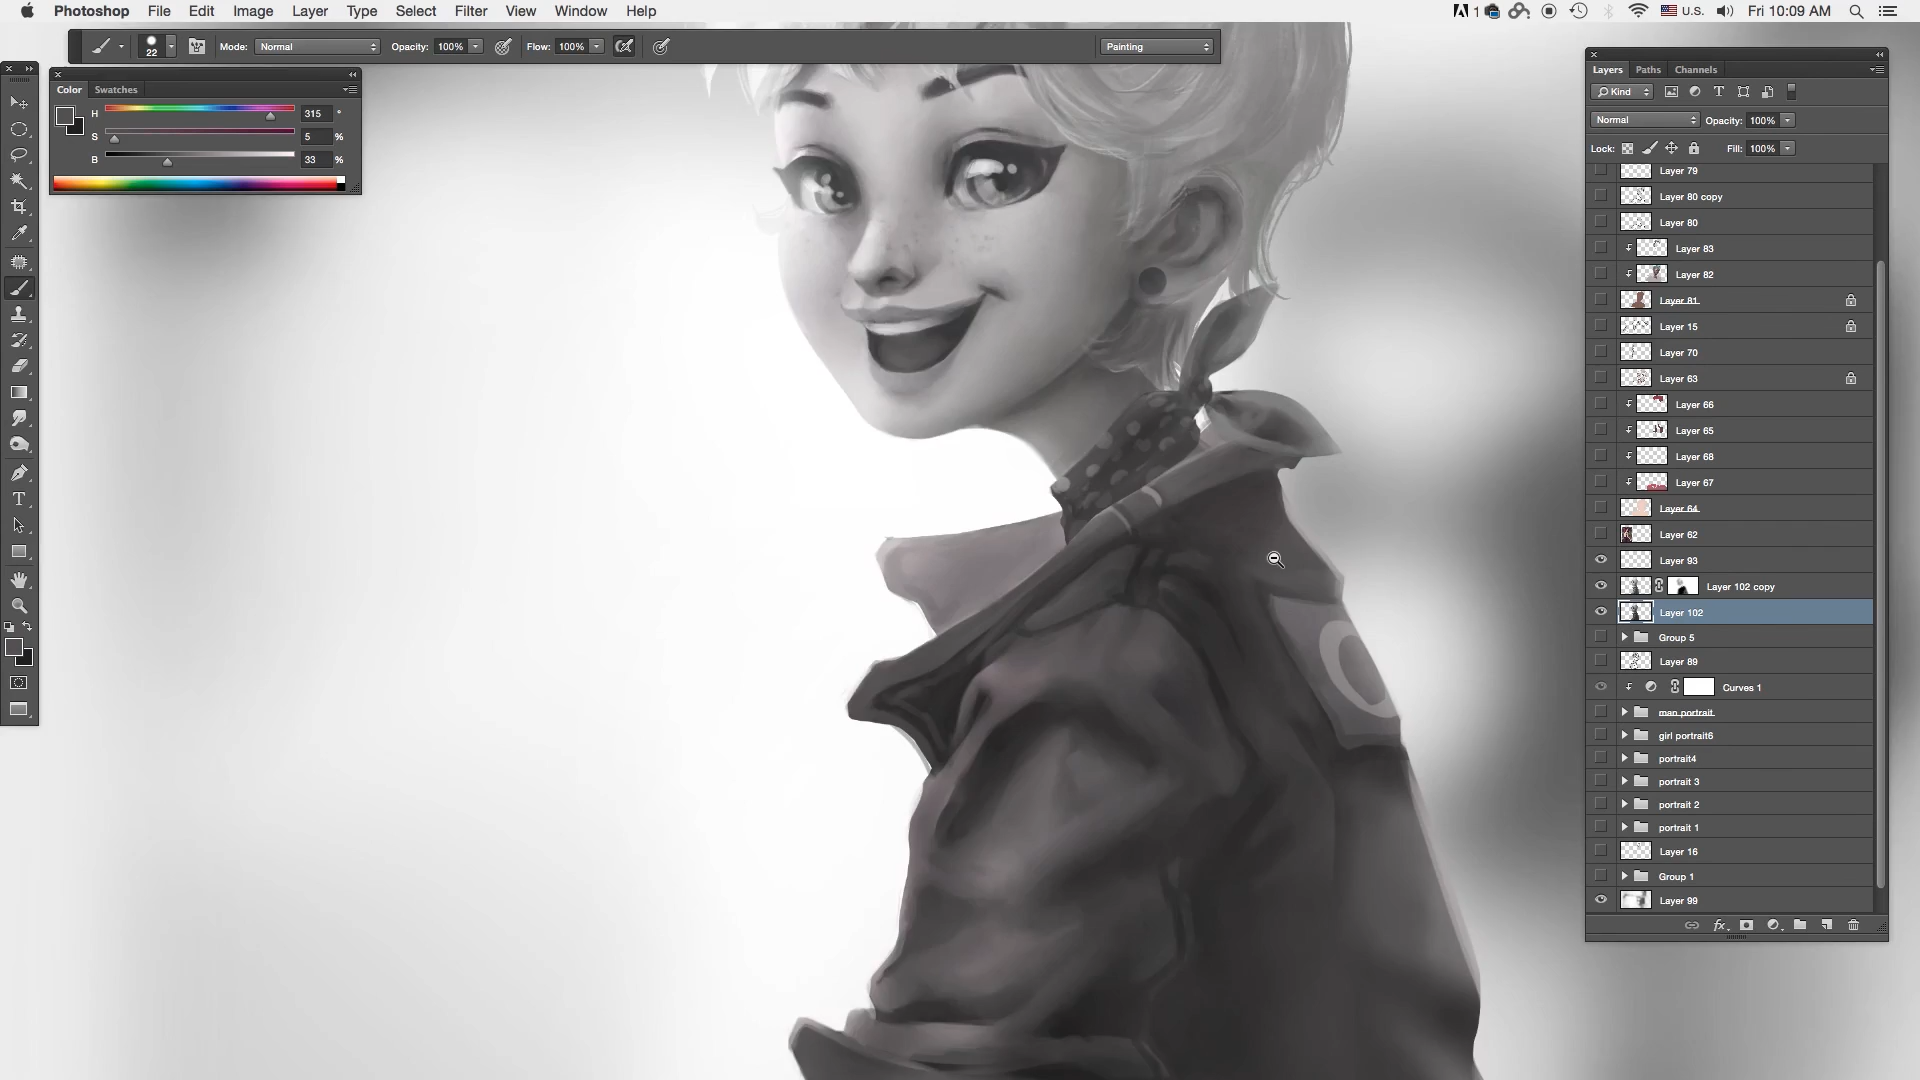 Photoshop File Edit Image Layer Type Select Filter View Window Help
1 U.S. Fri 10:09 AM
22 Mode: Normal Opacity: 100% Flow: 100% Painting
Color Swatches
H 315 °
S 5 %
B 33 %
Layers Paths Channels
Kind
Normal Opacity: 100%
Lock: Fill: 100%
Layer 79
Layer 80 copy
Layer 80
Layer 83
Layer 82
Layer 81
Layer 15
Layer 70
Layer 63
Layer 66
Layer 65
Layer 68
Layer 67
Layer 64
Layer 62
Layer 93
Layer 102 copy
Layer 102
Group 5
Layer 89
Curves 1
man portrait
girl portrait6
portrait4
portrait 3
portrait 2
portrait 1
Layer 16
Group 1
Layer 99
fx